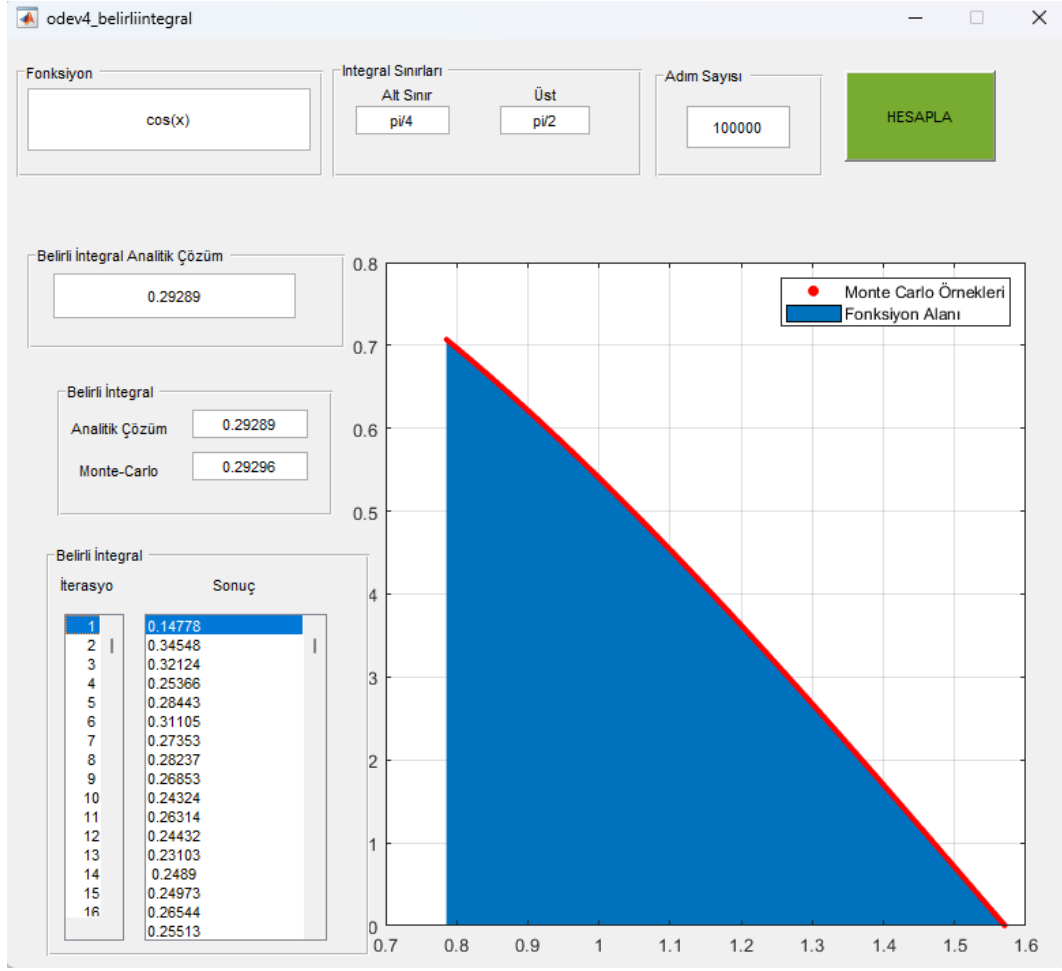 odev4_belirliintegral
Fonksiyon
cos(x)
Integral Sınırları
Alt Sınır
Üst
pi/4
pi/2
Adım Sayısı
100000
HESAPLA
Belirli İntegral Analitik Çözüm
0.29289
Belirli İntegral
Analitik Çözüm
0.29289
Monte-Carlo
0.29296
Belirli İntegral
İterasyo
Sonuç
1 0.14778
2 0.34548
3 0.32124
4 0.25366
5 0.28443
6 0.31105
7 0.27353
8 0.28237
9 0.26853
10 0.24324
11 0.26314
12 0.24432
13 0.23103
14 0.2489
15 0.24973
16 0.26544
0.25513
Monte Carlo Örnekleri
Fonksiyon Alanı
0.8
0.7
0.6
0.5
4
3
2
1
0
0.7 0.8 0.9 1 1.1 1.2 1.3 1.4 1.5 1.6